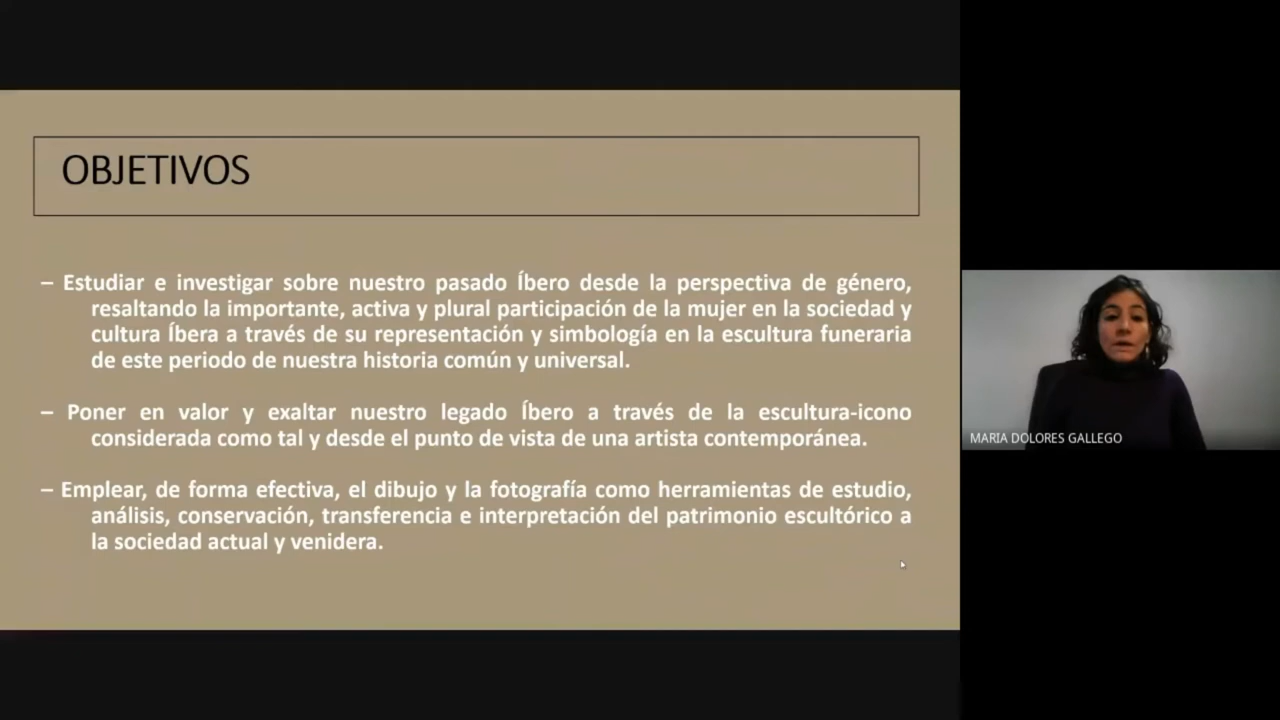 OBJETIVOS
– Estudiar e investigar sobre nuestro pasado Íbero desde la perspectiva de género,
resaltando la importante, activa y plural participación de la mujer en la sociedad y
cultura Íbera a través de su representación y simbología en la escultura funeraria
de este periodo de nuestra historia común y universal.
– Poner en valor y exaltar nuestro legado Íbero a través de la escultura-icono
considerada como tal y desde el punto de vista de una artista contemporánea.
– Emplear, de forma efectiva, el dibujo y la fotografía como herramientas de estudio,
análisis, conservación, transferencia e interpretación del patrimonio escultórico a
la sociedad actual y venidera.
MARIA DOLORES GALLEGO